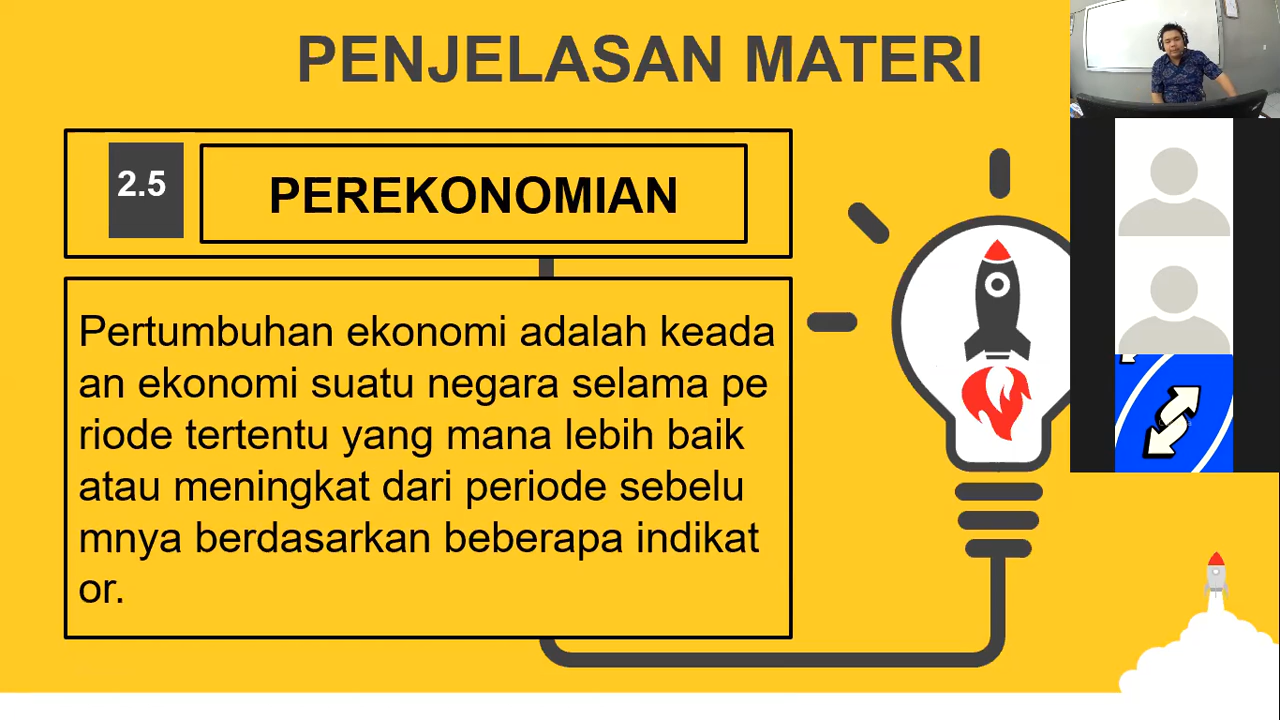 PENJELASAN MATERI
2.5
PEREKONOMIAN
Pertumbuhan ekonomi adalah keada
an ekonomi suatu negara selama pe
riode tertentu yang mana lebih baik
atau meningkat dari periode sebelu
mnya berdasarkan beberapa indikat
or.